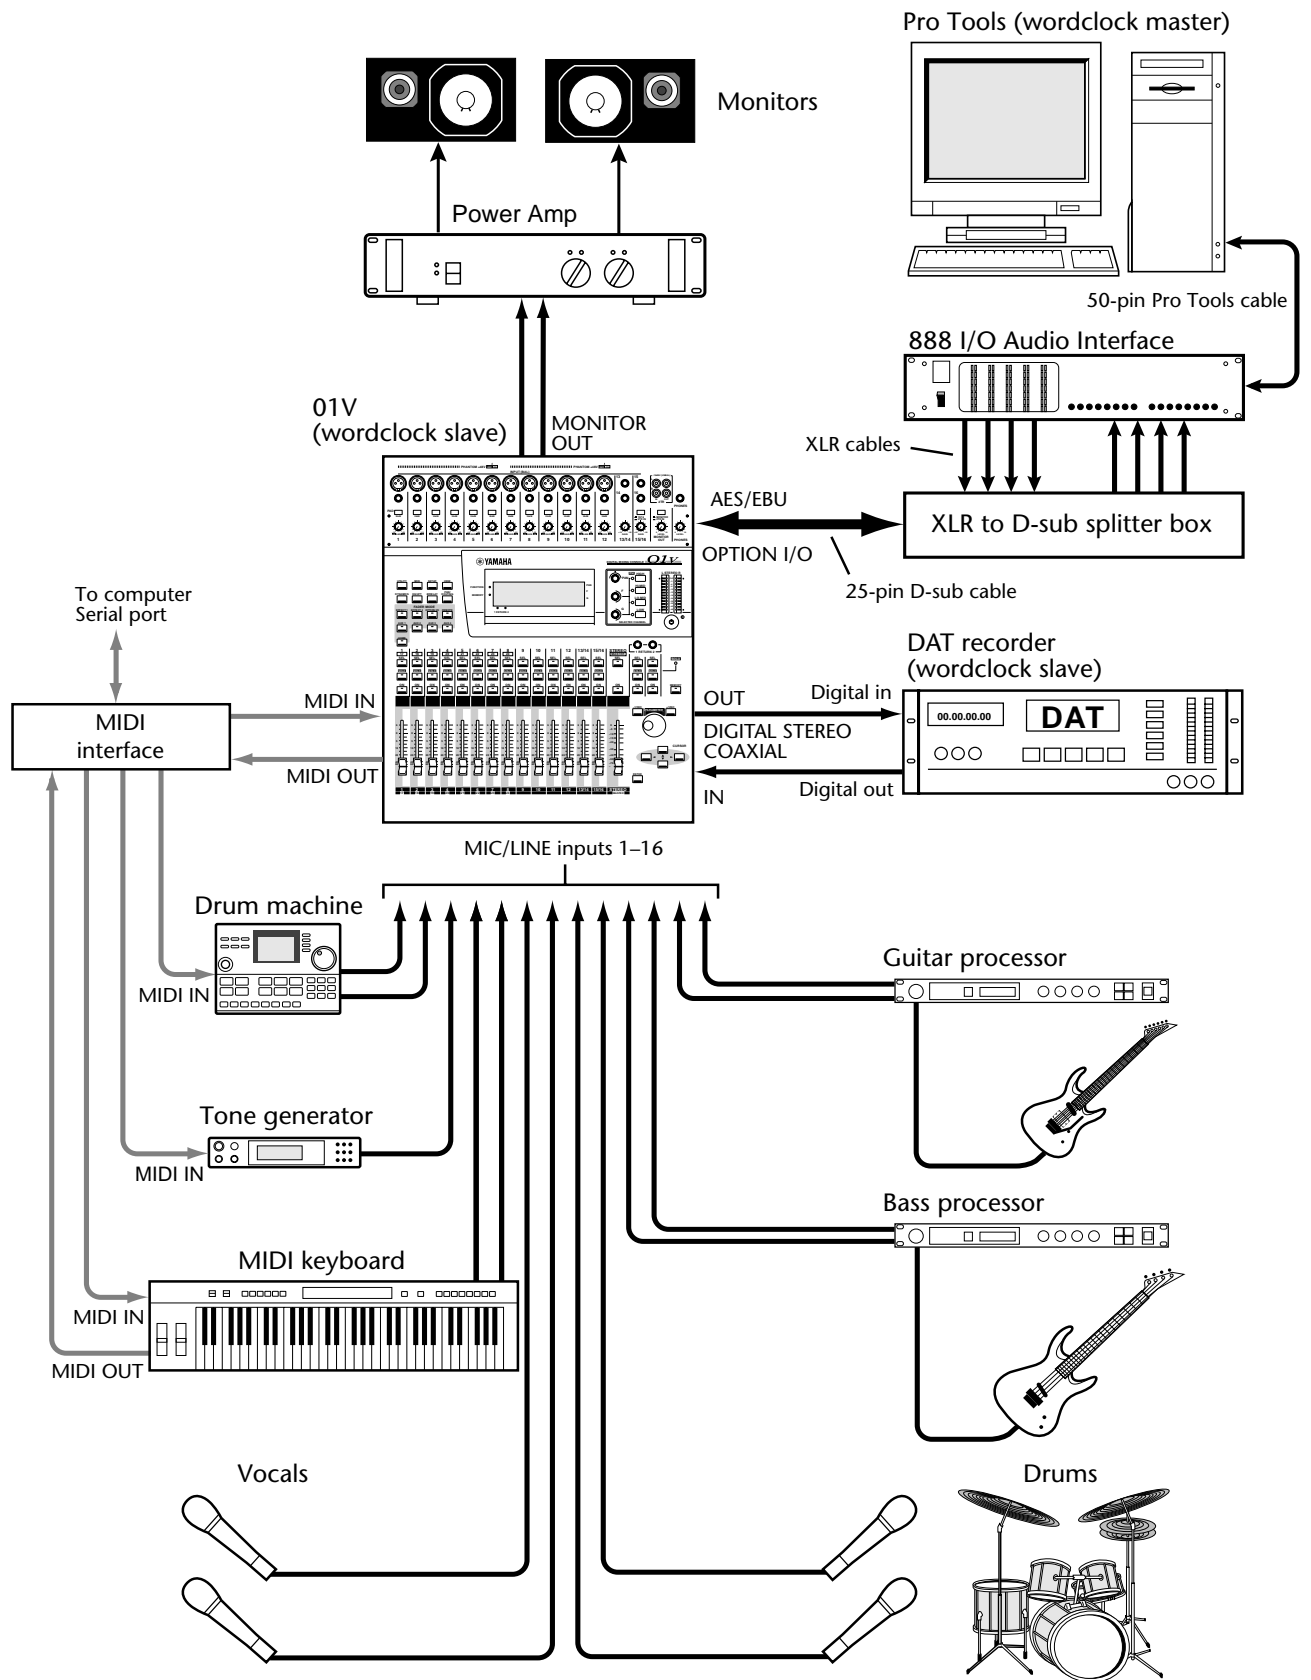 Pro Tools (wordclock master)
Monitors
Power Amp
50-pin Pro Tools cable
888 I/O Audio Interface
01V
(wordclock slave)
MONITOR
OUT
XLR cables
AES/EBU
OPTION I/O
XLR to D-sub splitter box
25-pin D-sub cable
YAMAHA
01V
To computer
Serial port
DAT recorder
(wordclock slave)
MIDI
interface
MIDI IN
MIDI OUT
OUT
DIGITAL STEREO
COAXIAL
IN
Digital in
Digital out
00.00.00.00
DAT
MIC/LINE inputs 1–16
Drum machine
MIDI IN
Guitar processor
Tone generator
MIDI IN
Bass processor
MIDI keyboard
MIDI IN
MIDI OUT
Vocals
Drums